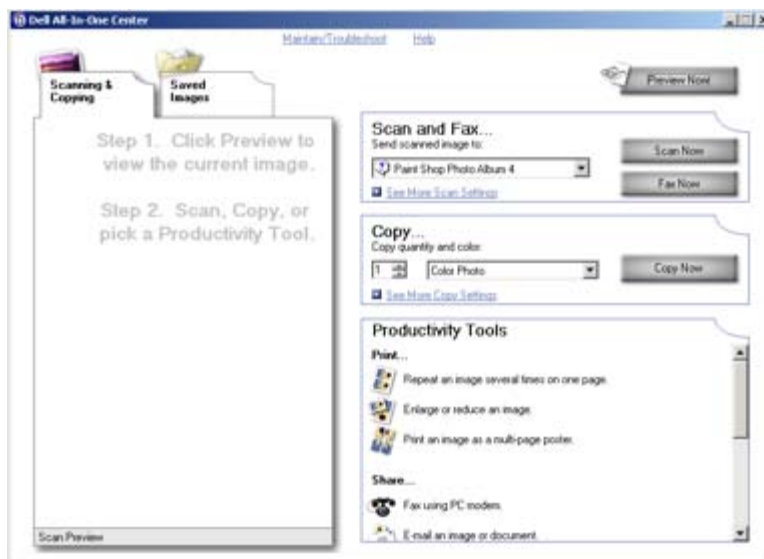 Dell All-In-One Center
Maintain/Troubleshoot Help
Scanning &
Copying
Saved
Images
Preview Now
Step 1. Click Preview to
view the current image.
Step 2. Scan, Copy, or
pick a Productivity Tool.
Scan Preview
Scan and Fax...
Send scanned image to:
Paint Shop Photo Album 4
See More Scan Settings
Scan Now
Fax Now
Copy...
Copy quantity and color:
1 Color Photo
Copy Now
See More Copy Settings
Productivity Tools
Print...
Repeat an image several times on one page.
Enlarge or reduce an image.
Print an image as a multi-page poster.
Share...
Fax using PC modem.
E-mail an image or document.